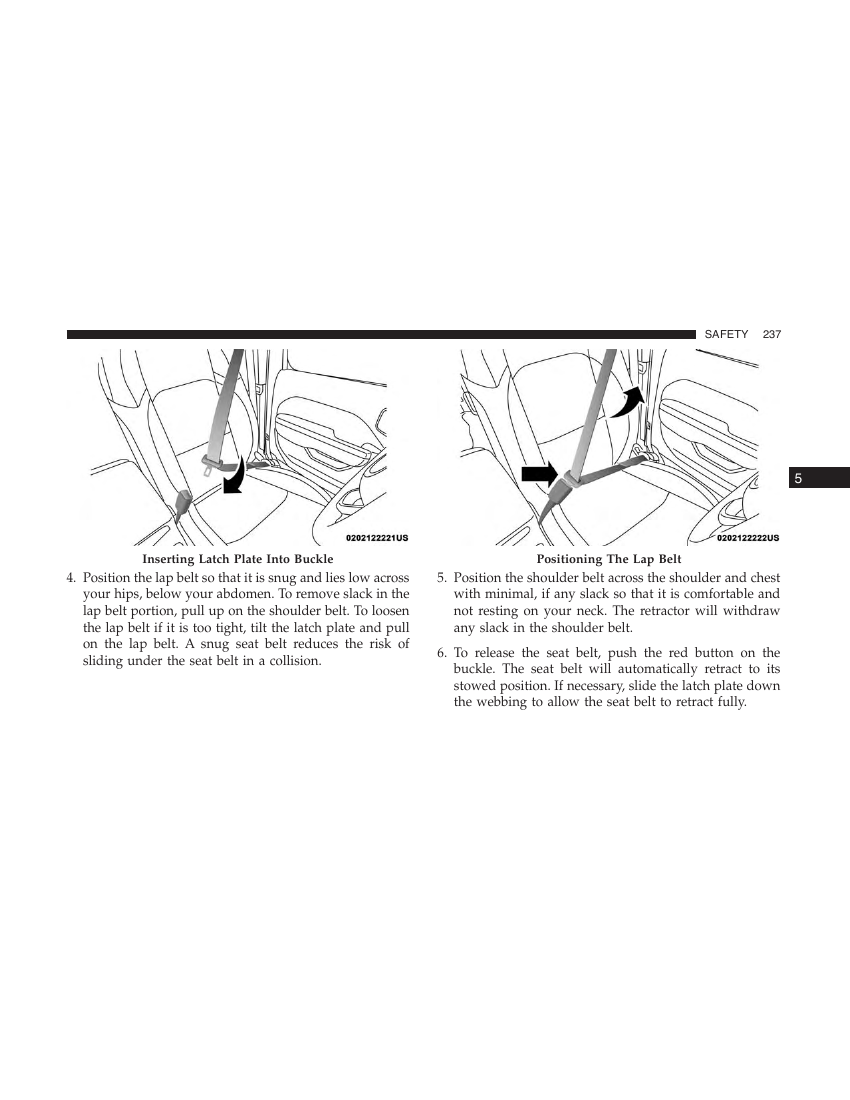 SAFETY 237
0202122221US
Inserting Latch Plate Into Buckle
4. Position the lap belt so that it is snug and lies low across
your hips, below your abdomen. To remove slack in the
lap belt portion, pull up on the shoulder belt. To loosen
the lap belt if it is too tight, tilt the latch plate and pull
on the lap belt. A snug seat belt reduces the risk of
sliding under the seat belt in a collision.
0202122222US
Positioning The Lap Belt
5. Position the shoulder belt across the shoulder and chest
with minimal, if any slack so that it is comfortable and
not resting on your neck. The retractor will withdraw
any slack in the shoulder belt.
6. To release the seat belt, push the red button on the
buckle. The seat belt will automatically retract to its
stowed position. If necessary, slide the latch plate down
the webbing to allow the seat belt to retract fully.
5